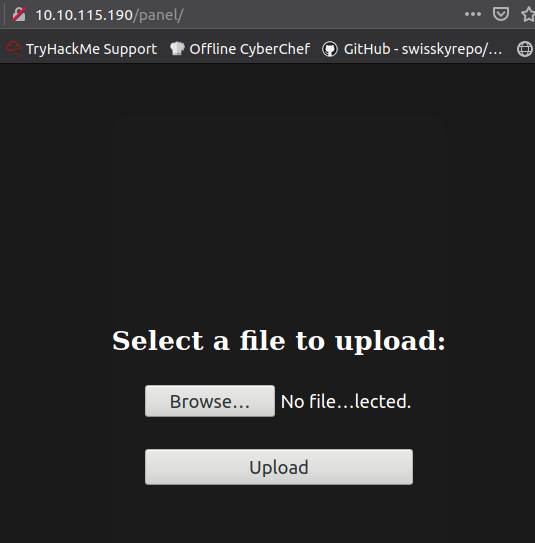 10.10.115.190/panel/
TryHackMe Support Offline CyberChef GitHub - swisskyrepo/…
Select a file to upload:
Browse… No file…lected.
Upload